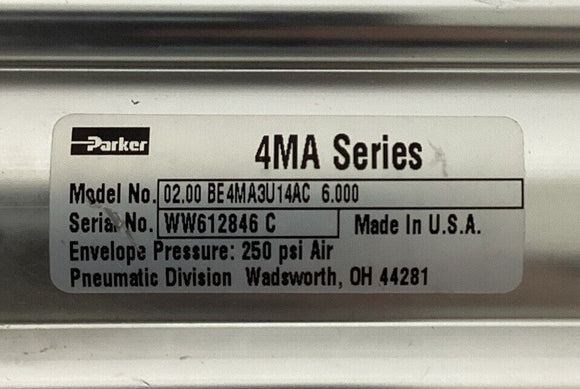 Parker
4MA Series
Model No. 02.00 BE4MA3U14AC 6.000
Serial No. WW612846 C Made In U.S.A.
Envelope Pressure: 250 psi Air
Pneumatic Division Wadsworth, OH 44281